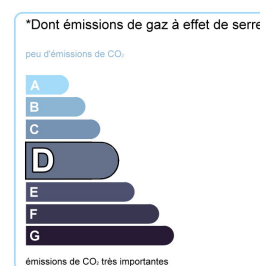 *Dont émissions de gaz à effet de serre
peu d'émissions de CO₂
A
B
C
D
E
F
G
émissions de CO₂ très importantes